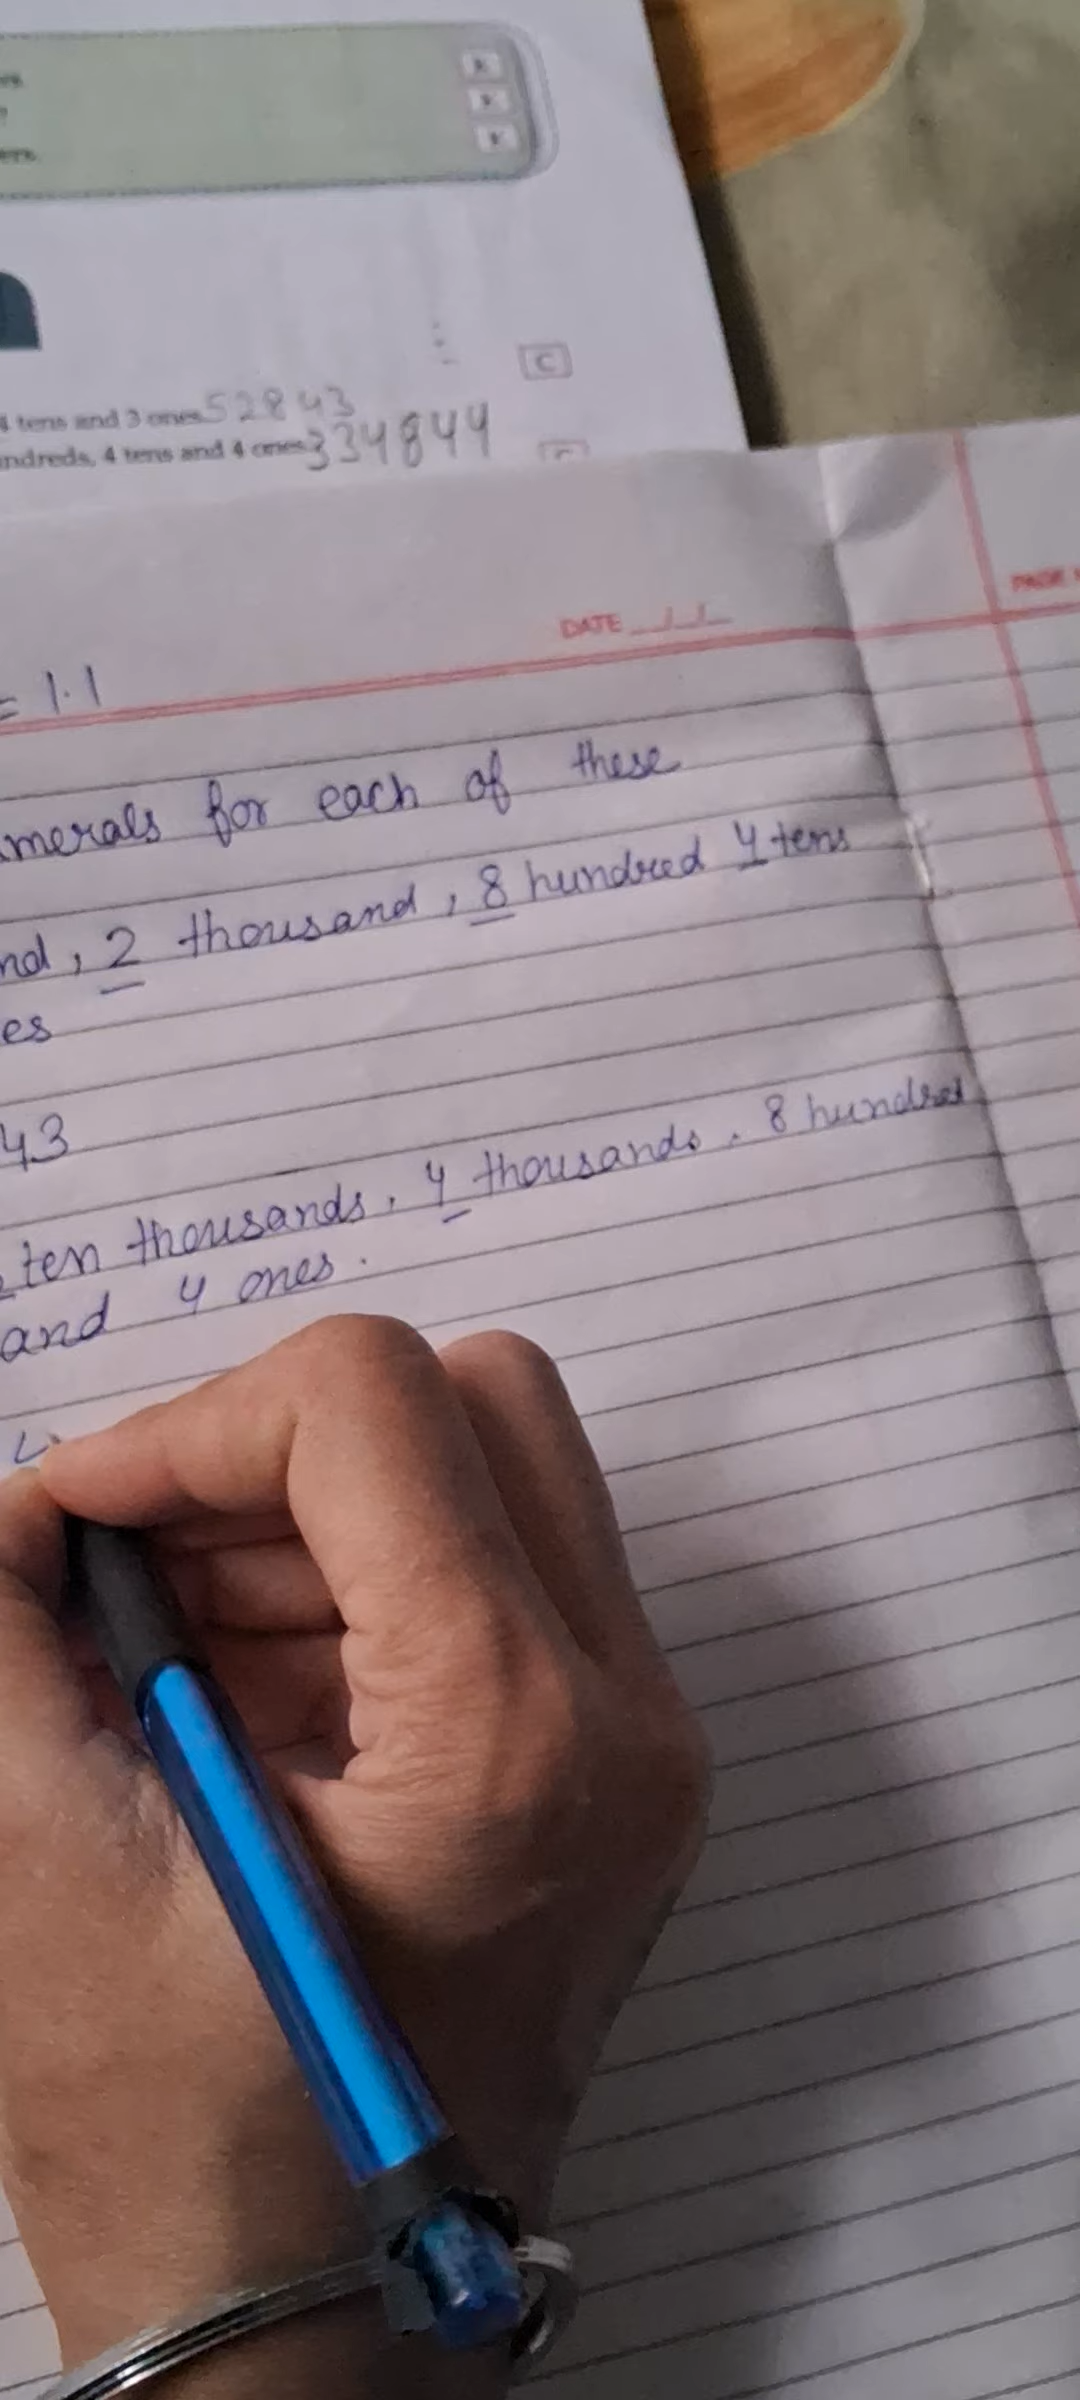 C
4 tens and 3 ones 52843
ndreds, 4 tens and 4 ones 334844
PAGE
DATE
= 1.1
merals for each of these
nd, 2 thousand, 8 hundred 4 tens
es
43
ten thousands, 4 thousands, 8 hundred
and 4 ones.